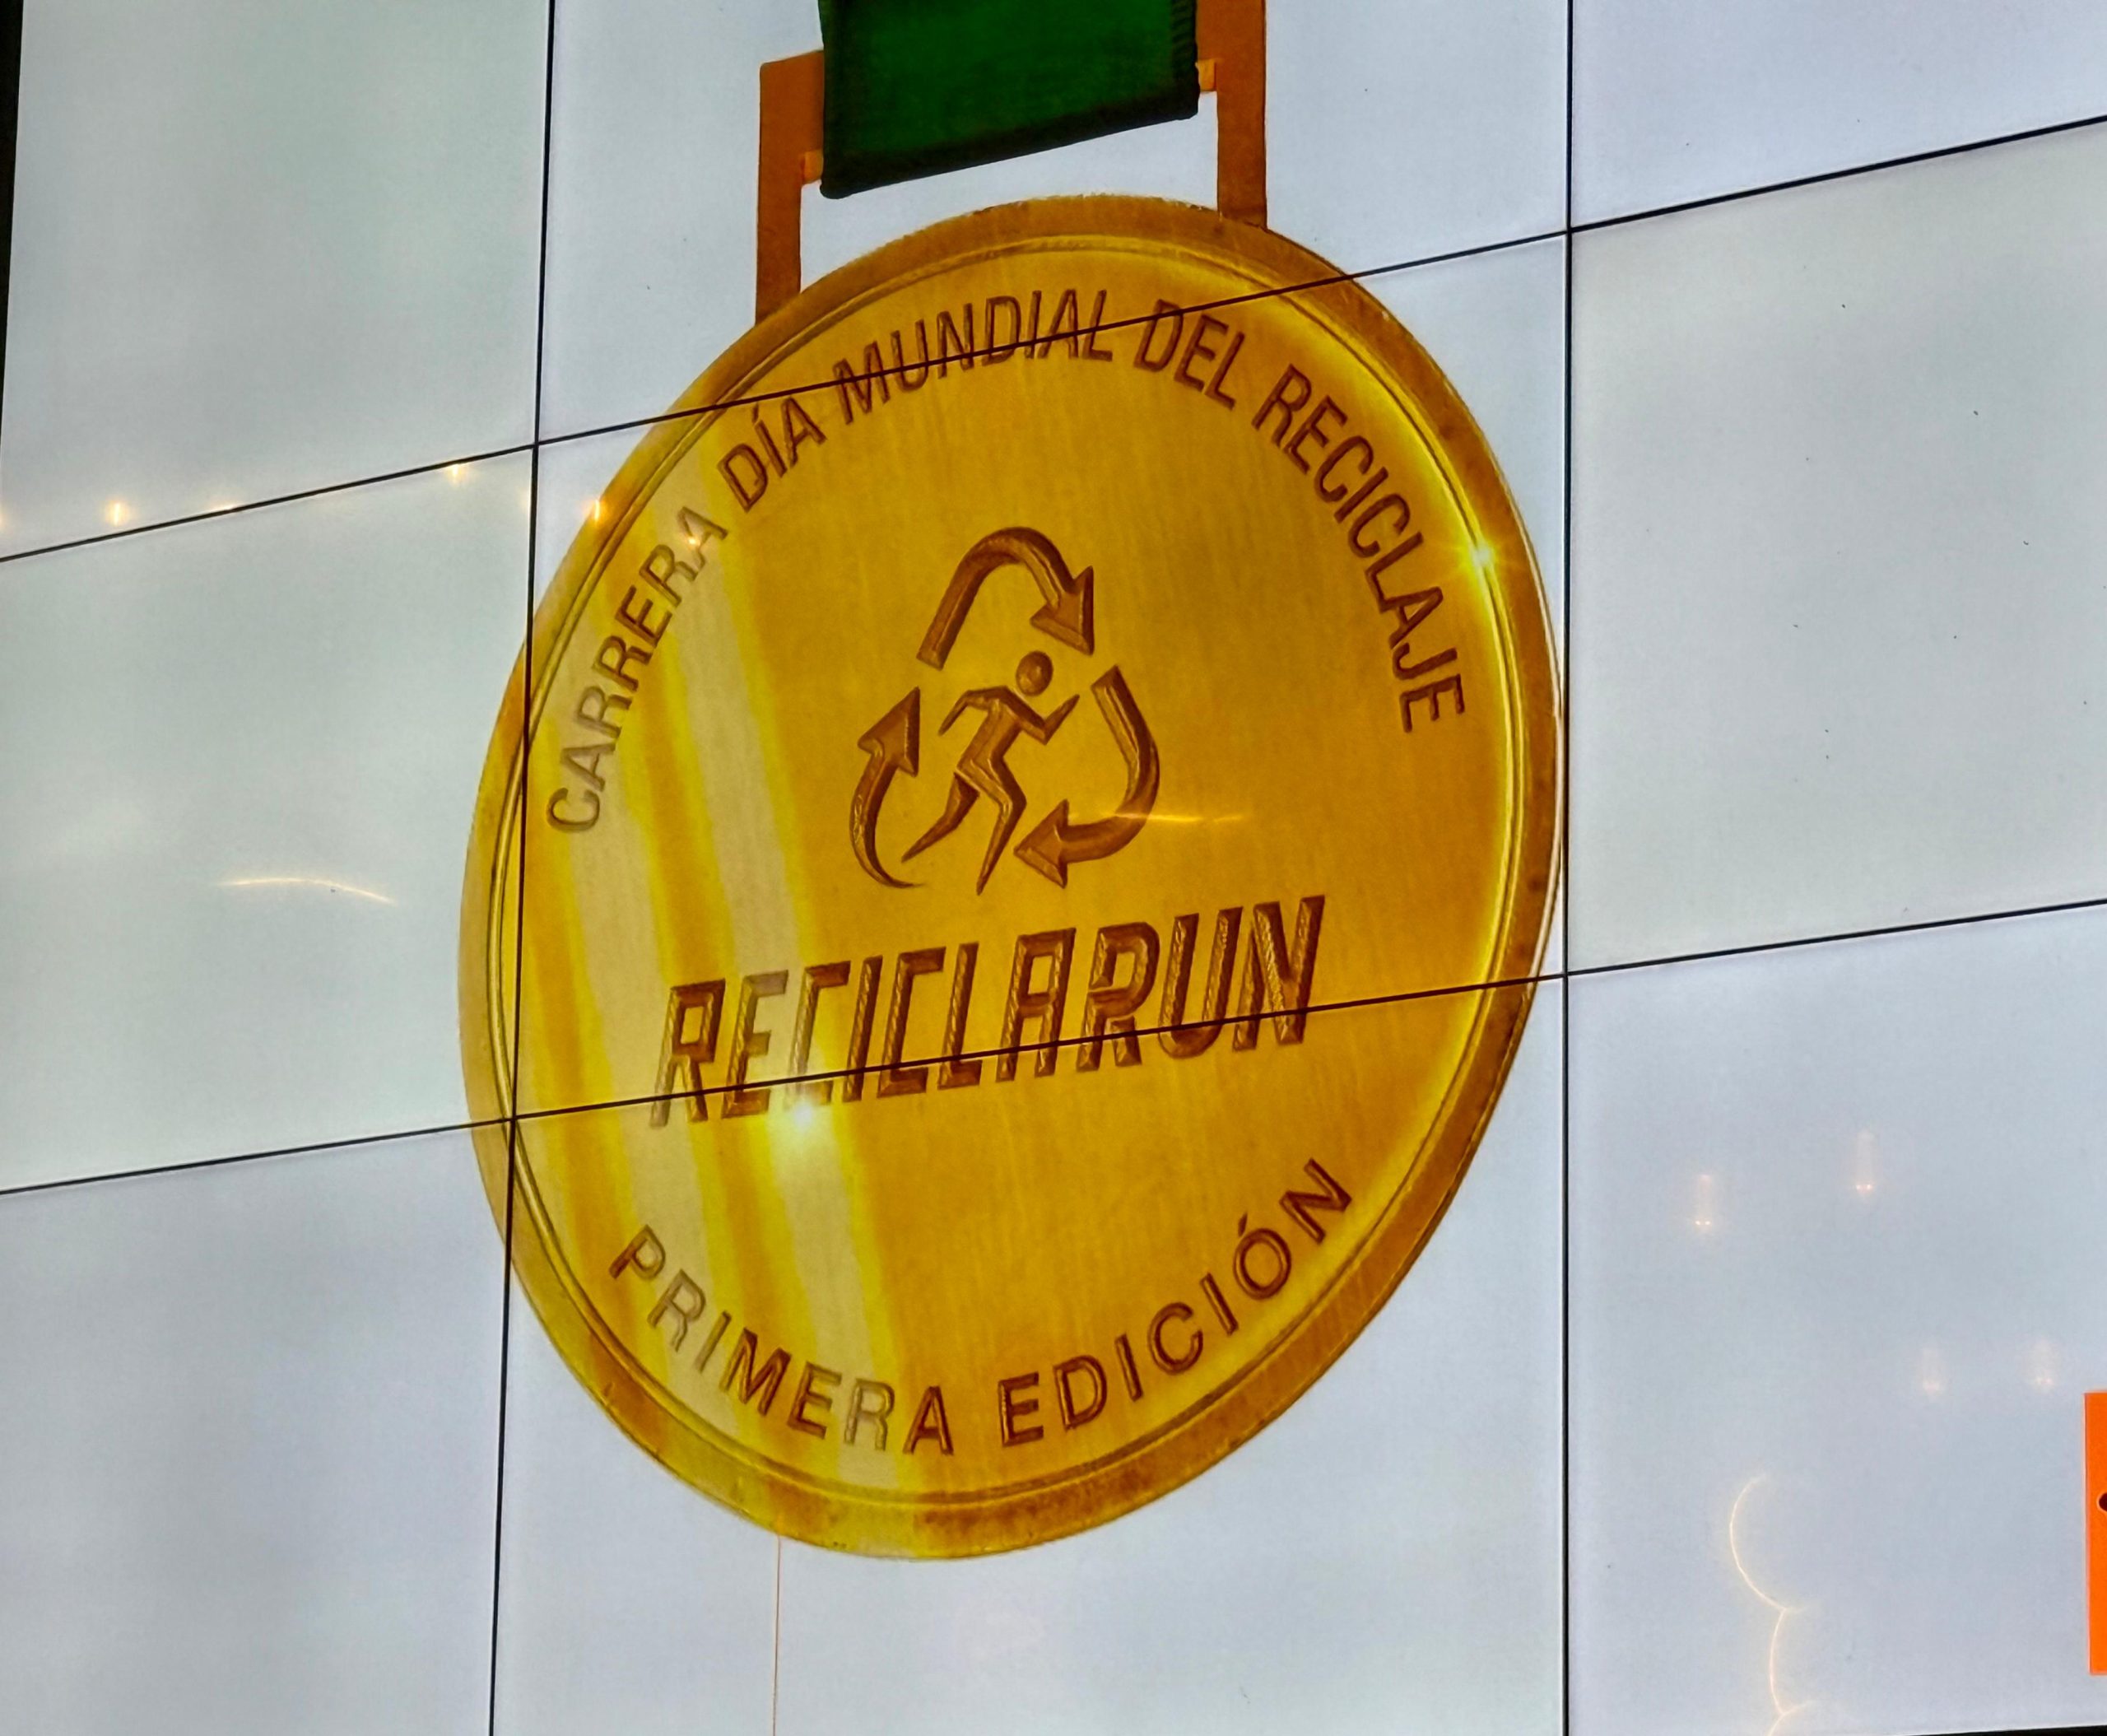 CARRERA DÍA MUNDIAL DEL RECICLAJE
RECICLARUN
PRIMERA EDICIÓN